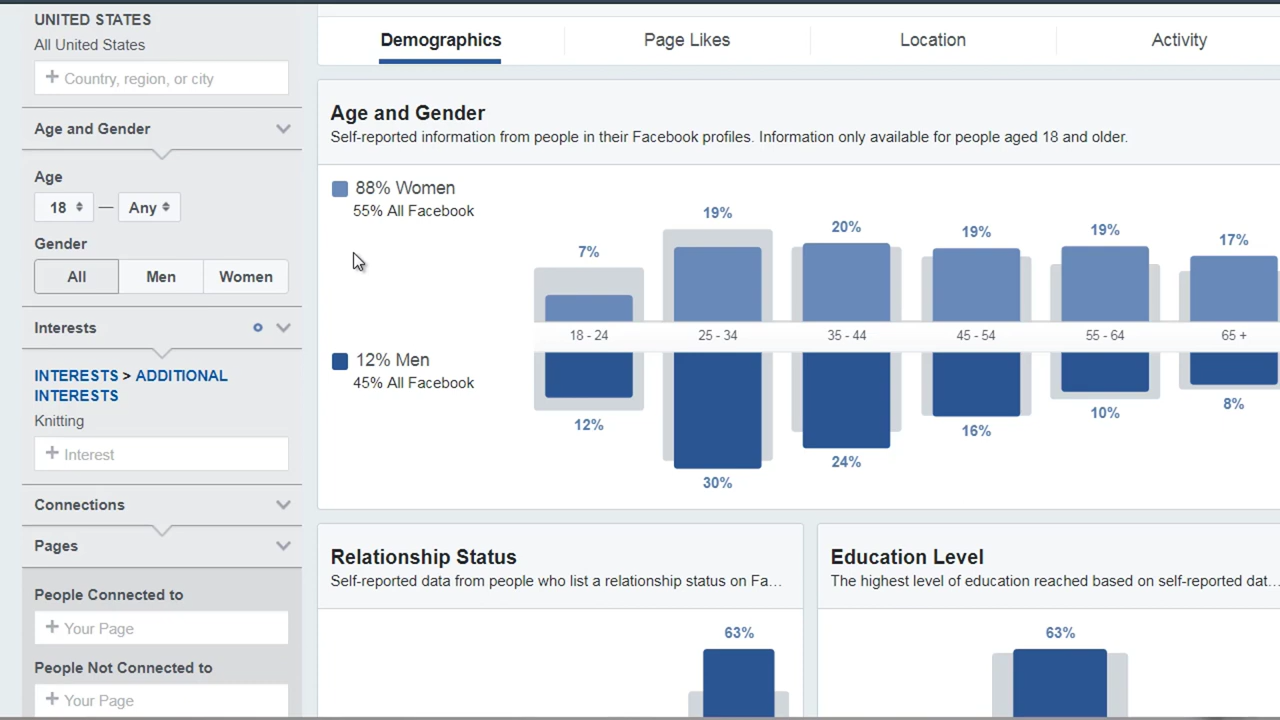 UNITED STATES
All United States
+ Country, region, or city
Age and Gender
Age
18 — Any
Gender
All Men Women
Interests
INTERESTS > ADDITIONAL
INTERESTS
Knitting
+ Interest
Connections
Pages
People Connected to
+ Your Page
People Not Connected to
+ Your Page
Demographics Page Likes Location Activity
Age and Gender
Self-reported information from people in their Facebook profiles. Information only available for people aged 18 and older.
88% Women
55% All Facebook
7% 19% 20% 19% 19% 17%
18 - 24 25 - 34 35 - 44 45 - 54 55 - 64 65 +
12% Men
45% All Facebook
12% 30% 24% 16% 10% 8%
Relationship Status
Self-reported data from people who list a relationship status on Fa...
63%
Education Level
The highest level of education reached based on self-reported dat...
63%